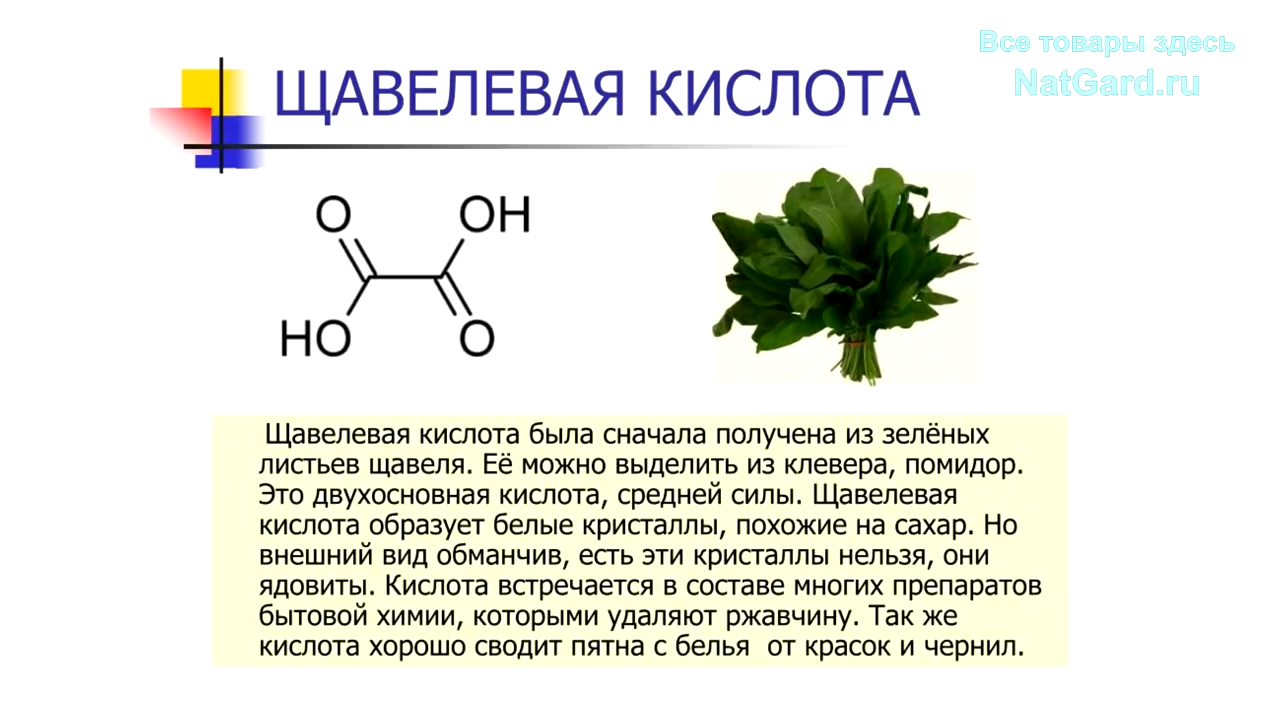 Все товары здесь
NatGard.ru
ЩАВЕЛЕВАЯ КИСЛОТА
O OH
HO O
Щавелевая кислота была сначала получена из зелёных
листьев щавеля. Её можно выделить из клевера, помидор.
Это двухосновная кислота, средней силы. Щавелевая
кислота образует белые кристаллы, похожие на сахар. Но
внешний вид обманчив, есть эти кристаллы нельзя, они
ядовиты. Кислота встречается в составе многих препаратов
бытовой химии, которыми удаляют ржавчину. Так же
кислота хорошо сводит пятна с белья от красок и чернил.